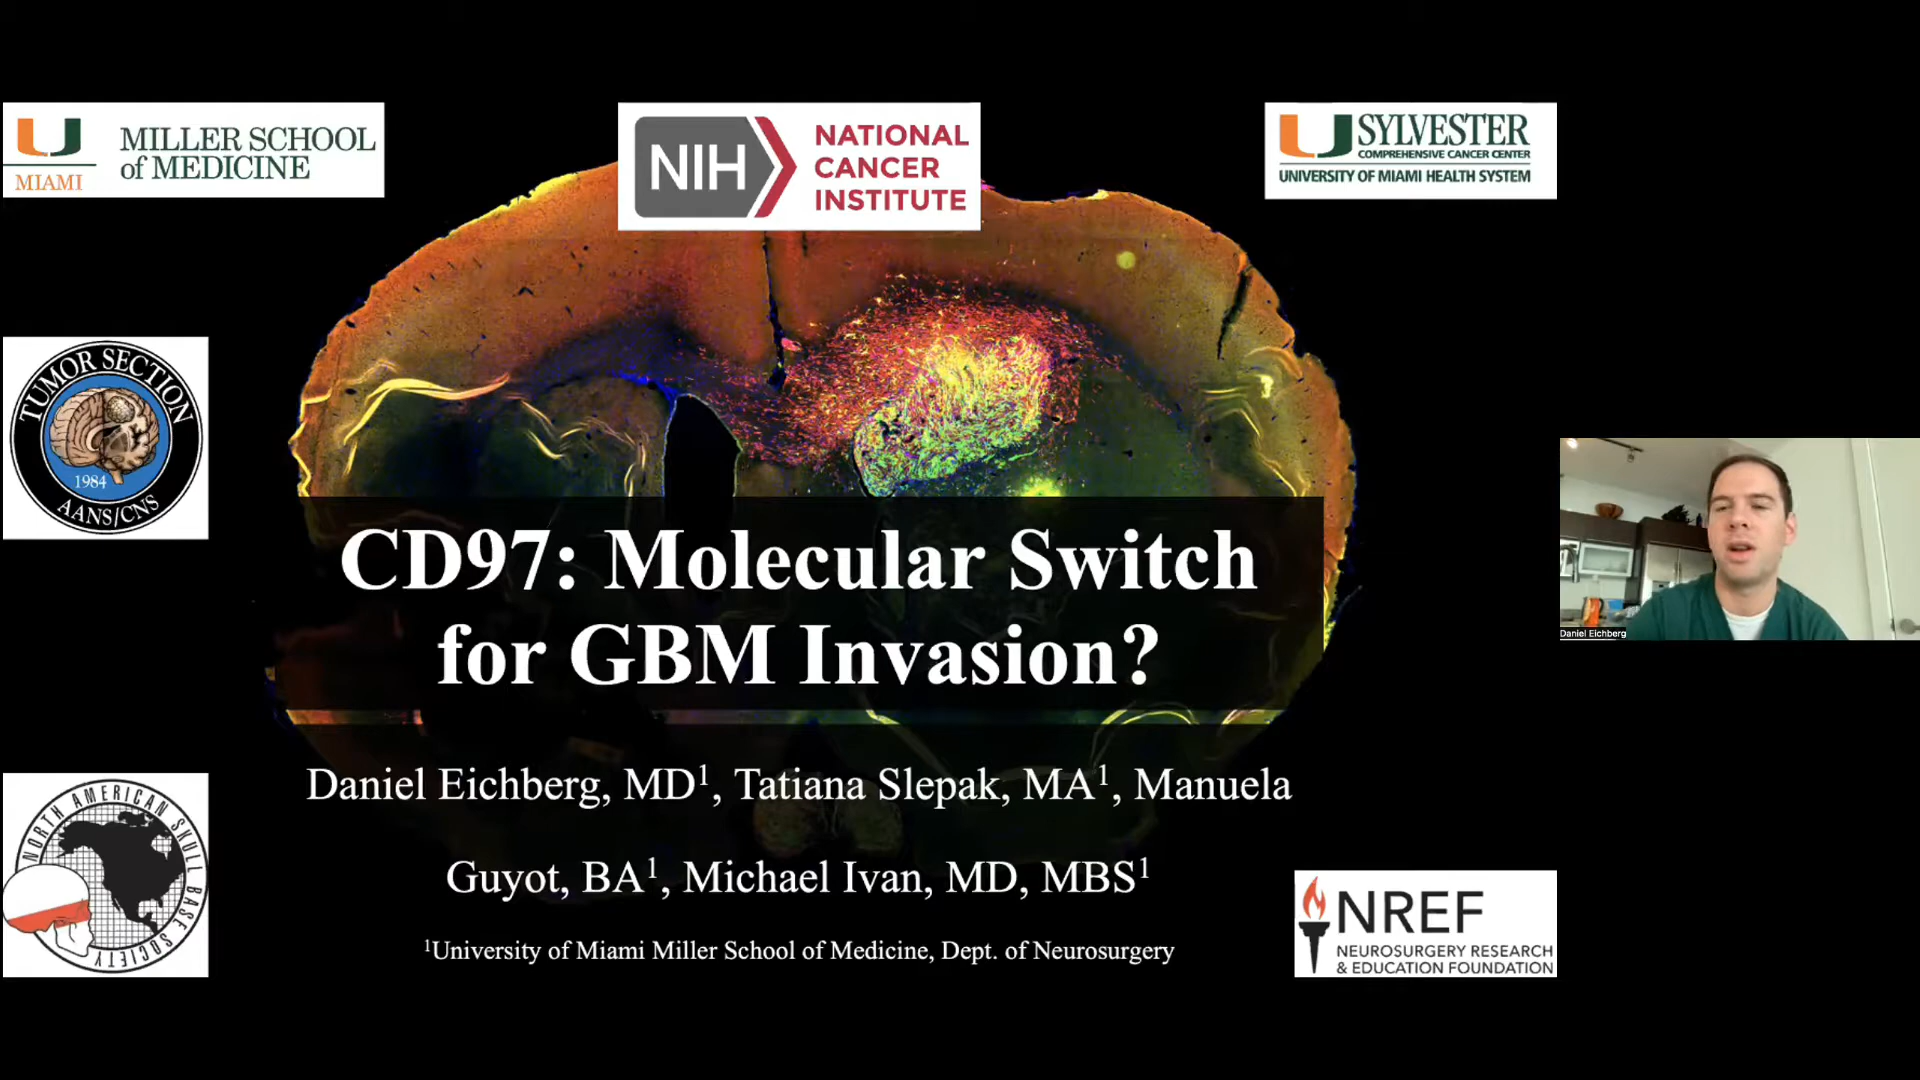 MILLER SCHOOL
of MEDICINE
MIAMI
NIH
NATIONAL
CANCER
INSTITUTE
SYLVESTER
COMPREHENSIVE CANCER CENTER
UNIVERSITY OF MIAMI HEALTH SYSTEM
TUMOR SECTION
1984
AANS/CNS
CD97: Molecular Switch
for GBM Invasion?
Daniel Eichberg
Daniel Eichberg, MD¹, Tatiana Slepak, MA¹, Manuela
Guyot, BA¹, Michael Ivan, MD, MBS¹
¹University of Miami Miller School of Medicine, Dept. of Neurosurgery
NORTH AMERICAN SKULL BASE SOCIETY
NREF
NEUROSURGERY RESEARCH
& EDUCATION FOUNDATION